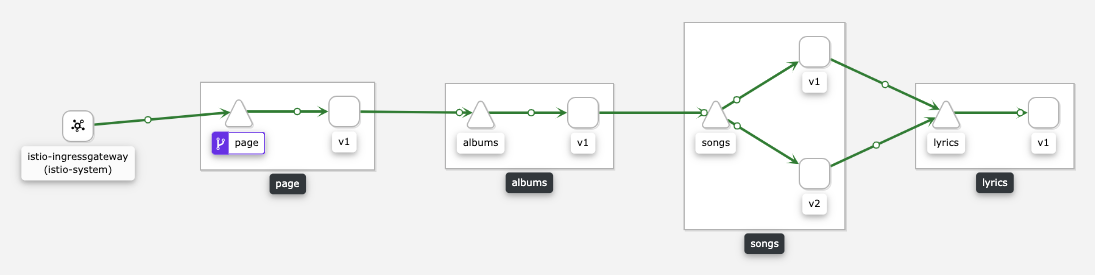 istio-ingressgateway
(istio-system)
page
v1
page
albums
v1
albums
songs
v1
v2
songs
lyrics
v1
lyrics